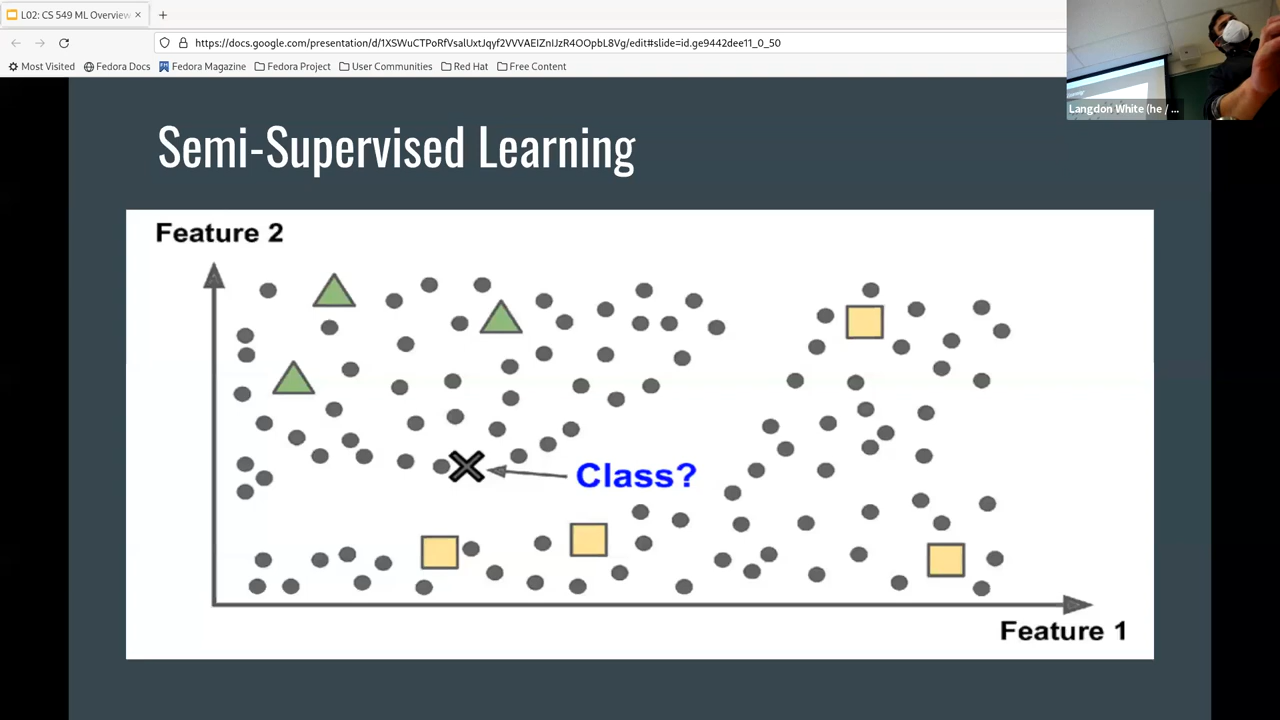 L02: CS 549 ML Overview
https://docs.google.com/presentation/d/1XSWuCTPoRfVsalUxtJqyf2VVVAEIZnIJzR4OOpbL8Vg/edit#slide=id.ge9442dee11_0_50
Most Visited Fedora Docs Fedora Magazine Fedora Project User Communities Red Hat Free Content
Langdon White (he / ...
Semi-Supervised Learning
Feature 2
Class?
Feature 1